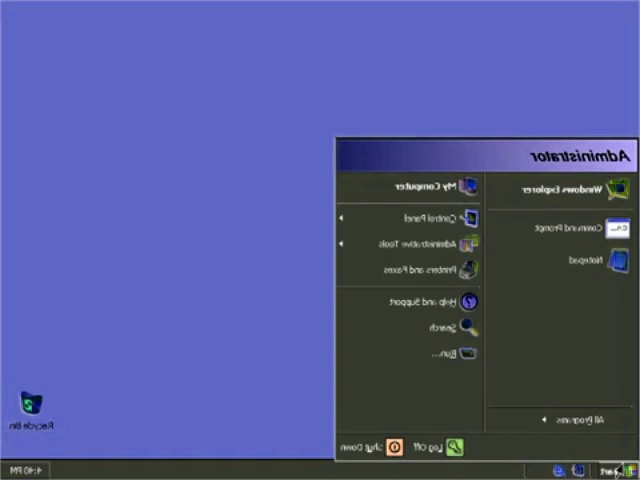 Administrator
Windows Explorer
Command Prompt
Notepad
All Programs
My Computer
Control Panel
Administrative Tools
Printers and Faxes
Help and Support
Search
Run...
Log Off
Shut Down
Recycle Bin
4:40 PM